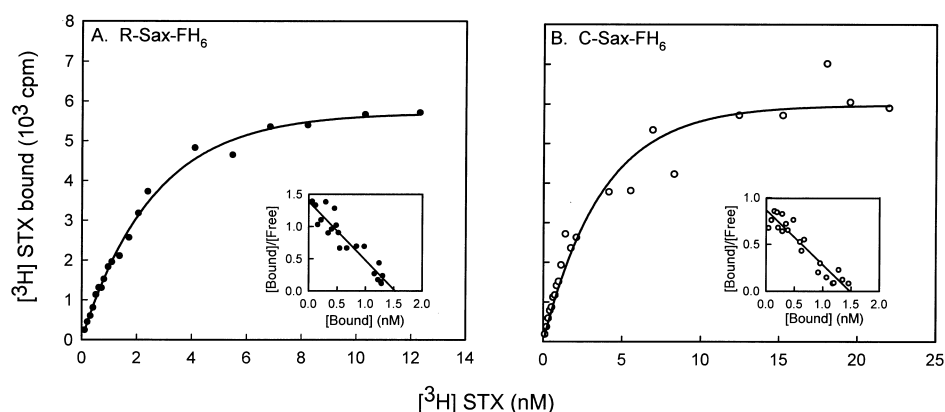 A. R-Sax-FH6
B. C-Sax-FH6
[3H] STX bound (10^3 cpm)
8
7
6
5
4
3
2
1
0
0 2 4 6 8 10 12 14
[Bound]/[Free]
1.5
1.0
0.5
0.0
0.0 0.5 1.0 1.5 2.0
[Bound] (nM)
[Bound]/[Free]
1.0
0.5
0.0
0.0 0.5 1.0 1.5 2.0
[Bound] (nM)
0 5 10 15 20 25
[3H] STX (nM)